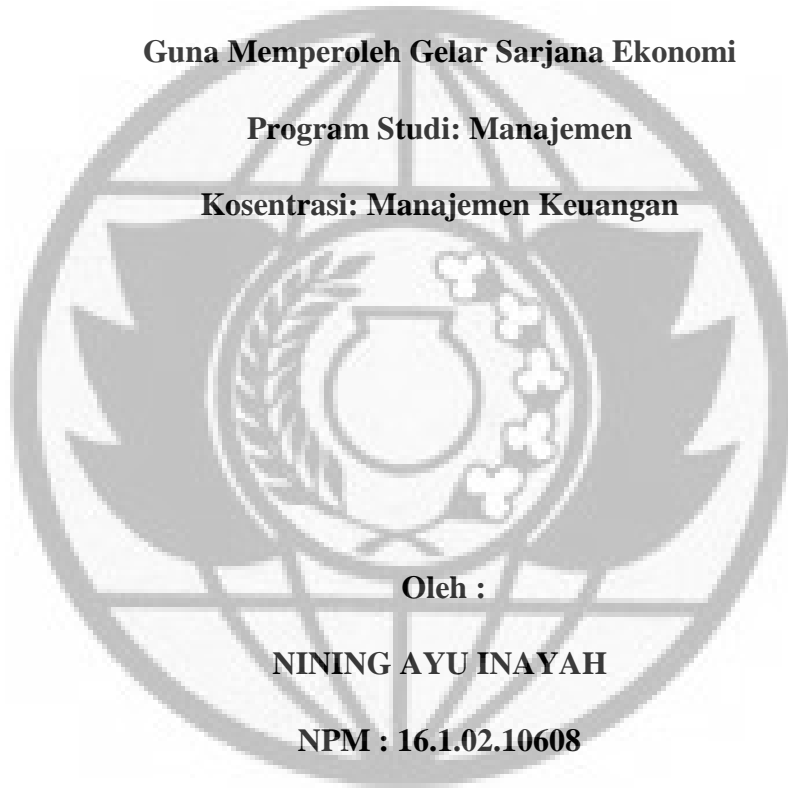 Guna Memperoleh Gelar Sarjana Ekonomi
Program Studi: Manajemen
Kosentrasi: Manajemen Keuangan
Oleh :
NINING AYU INAYAH
NPM : 16.1.02.10608